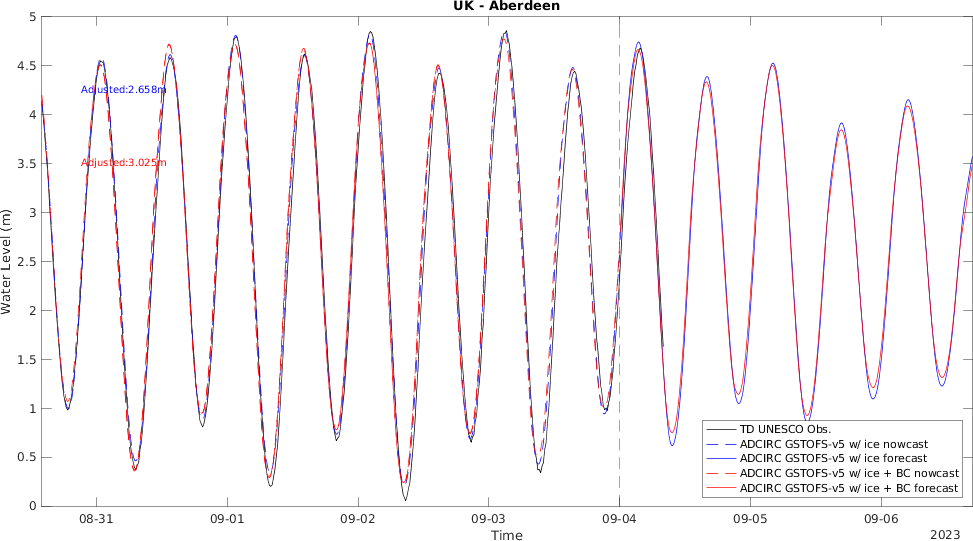 UK - Aberdeen
5
4.5
4
3.5
3
2.5
2
1.5
1
0.5
0
Water Level (m)
Adjusted:2.658m
Adjusted:3.025m
TD UNESCO Obs.
ADCIRC GSTOFS-v5 w/ ice nowcast
ADCIRC GSTOFS-v5 w/ ice forecast
ADCIRC GSTOFS-v5 w/ ice + BC nowcast
ADCIRC GSTOFS-v5 w/ ice + BC forecast
08-31 09-01 09-02 09-03 09-04 09-05 09-06
Time
2023